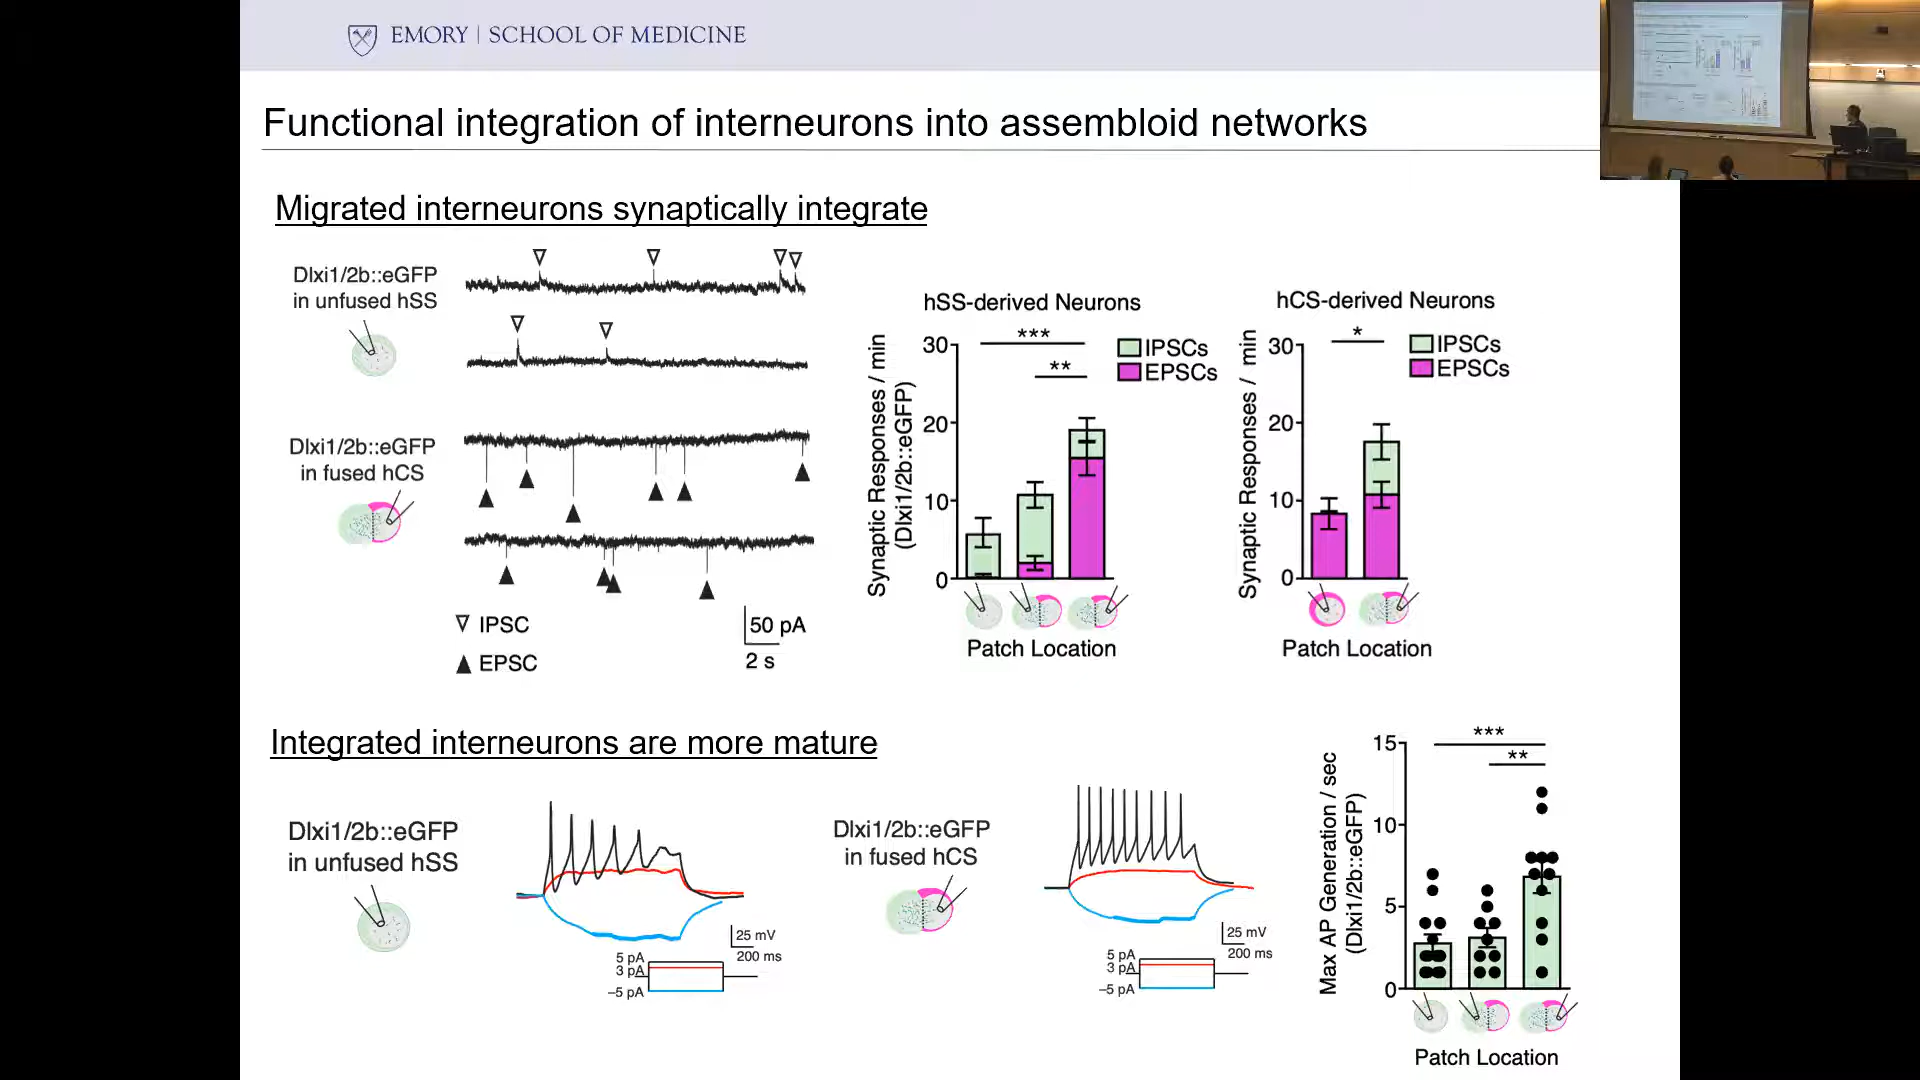 EMORY | SCHOOL OF MEDICINE
Functional integration of interneurons into assembloid networks
Migrated interneurons synaptically integrate
Dlxi1/2b::eGFP
in unfused hSS
Dlxi1/2b::eGFP
in fused hCS
IPSC
EPSC
50 pA
2 s
hSS-derived Neurons
***
**
IPSCs
EPSCs
Synaptic Responses / min
(Dlxi1/2b::eGFP)
30
20
10
0
Patch Location
hCS-derived Neurons
*
IPSCs
EPSCs
Synaptic Responses / min
30
20
10
0
Patch Location
Integrated interneurons are more mature
Dlxi1/2b::eGFP
in unfused hSS
25 mV
200 ms
5 pA
3 pA
–5 pA
Dlxi1/2b::eGFP
in fused hCS
25 mV
200 ms
5 pA
3 pA
–5 pA
***
**
Max AP Generation / sec
(Dlxi1/2b::eGFP)
15
10
5
0
Patch Location